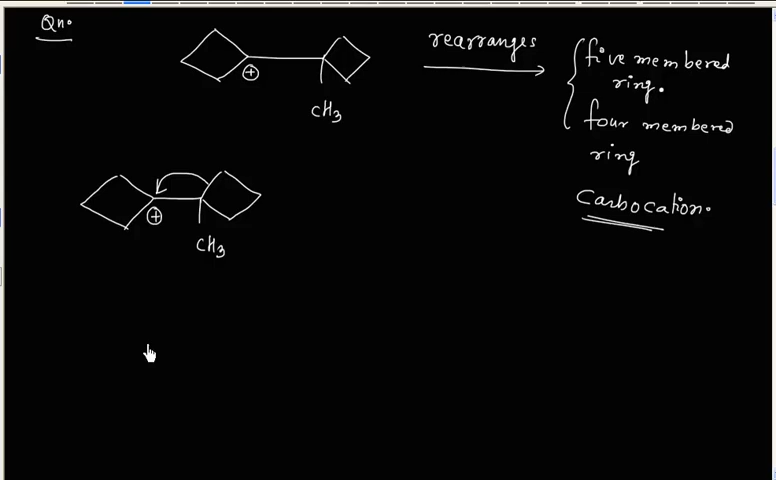 Qn.
rearranges
five membered
ring.
four membered
ring
Carbocation.
⊕
CH3
⊕
CH3